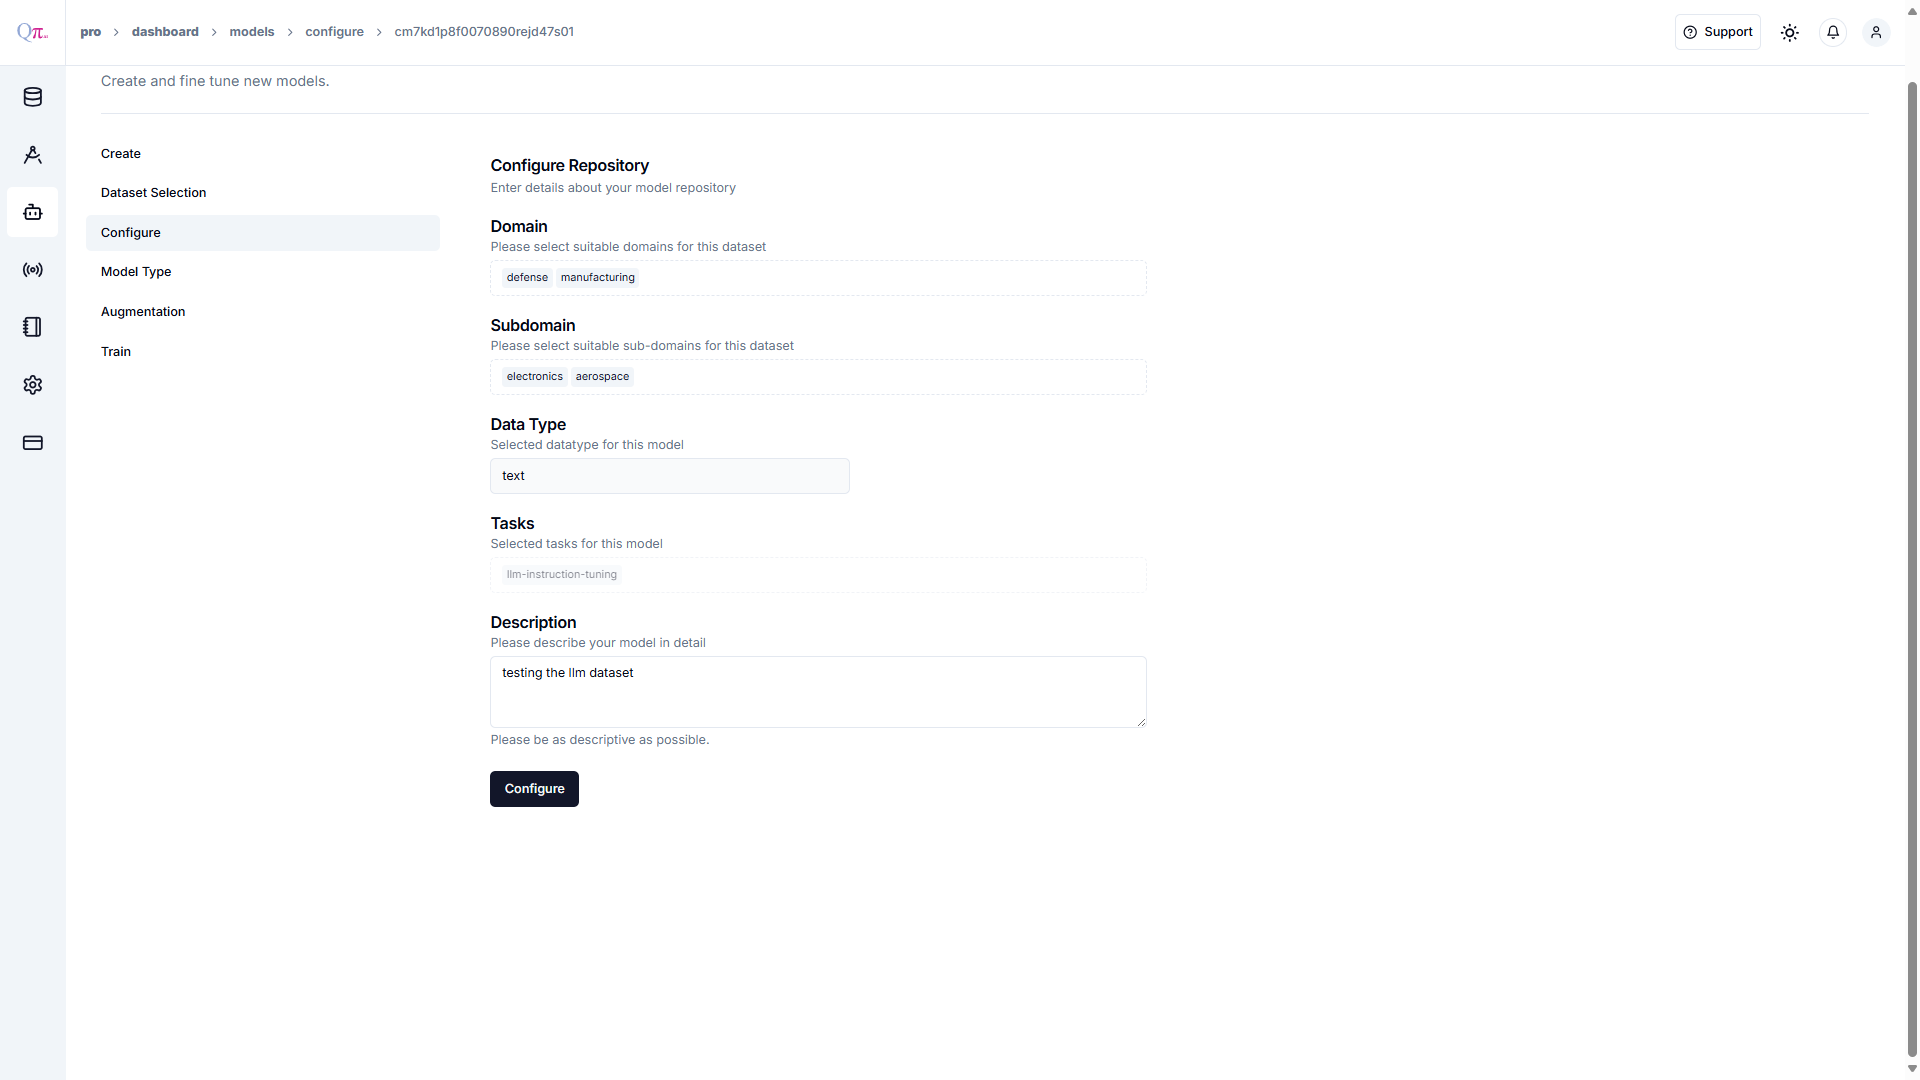 Qπ.ai
pro > dashboard > models > configure > cm7kd1p8f0070890rejd47s01
Support
Create and fine tune new models.
Create
Dataset Selection
Configure
Model Type
Augmentation
Train
Configure Repository
Enter details about your model repository
Domain
Please select suitable domains for this dataset
defense manufacturing
Subdomain
Please select suitable sub-domains for this dataset
electronics aerospace
Data Type
Selected datatype for this model
text
Tasks
Selected tasks for this model
llm-instruction-tuning
Description
Please describe your model in detail
testing the llm dataset
Please be as descriptive as possible.
Configure